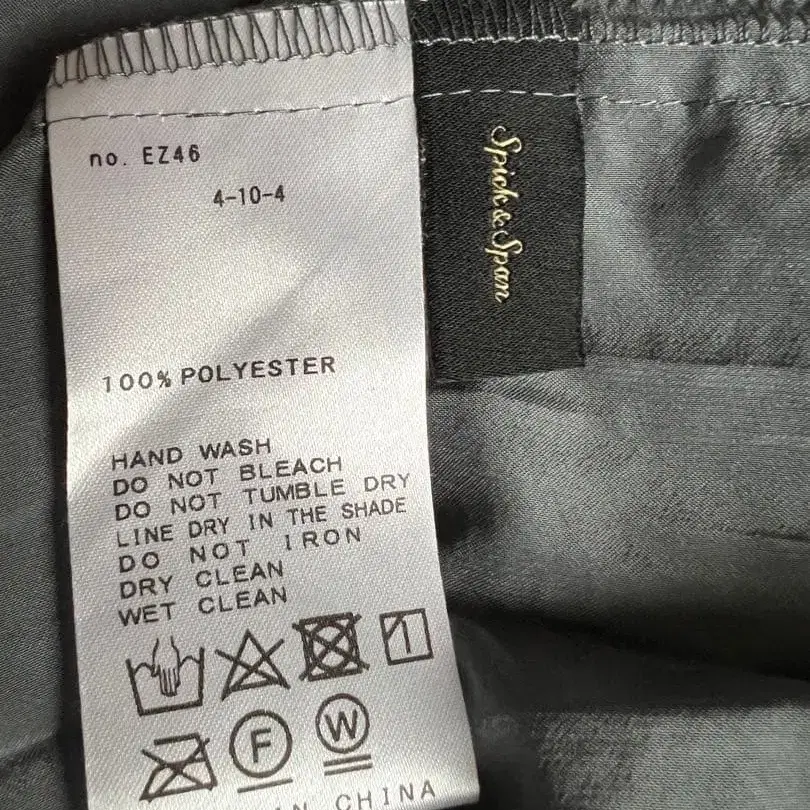 no. EZ46
4-10-4
100% POLYESTER
HAND WASH
DO NOT BLEACH
DO NOT TUMBLE DRY
LINE DRY IN THE SHADE
DO NOT IRON
DRY CLEAN
WET CLEAN
F W
CHINA
Spick & Span